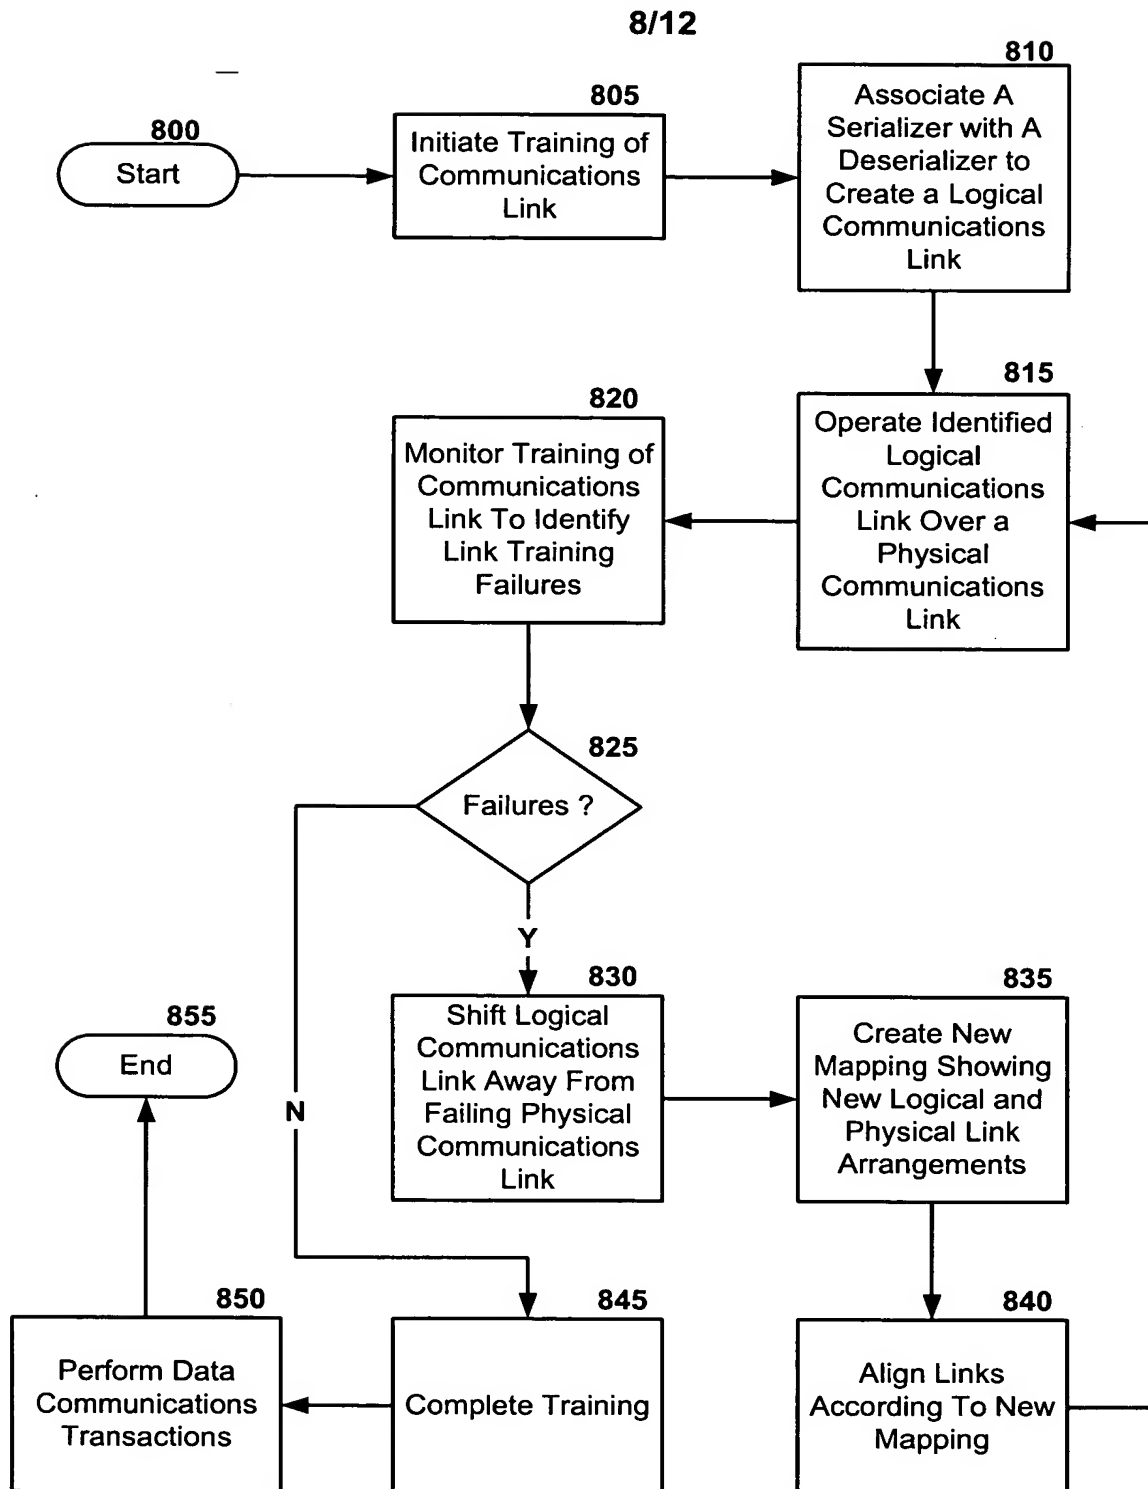 8/12
800
Start
805
Initiate Training of
Communications
Link
810
Associate A
Serializer with A
Deserializer to
Create a Logical
Communications
Link
815
Operate Identified
Logical
Communications
Link Over a
Physical
Communications
Link
820
Monitor Training of
Communications
Link To Identify
Link Training
Failures
825
Failures ?
Y
N
830
Shift Logical
Communications
Link Away From
Failing Physical
Communications
Link
835
Create New
Mapping Showing
New Logical and
Physical Link
Arrangements
840
Align Links
According To New
Mapping
845
Complete Training
850
Perform Data
Communications
Transactions
855
End